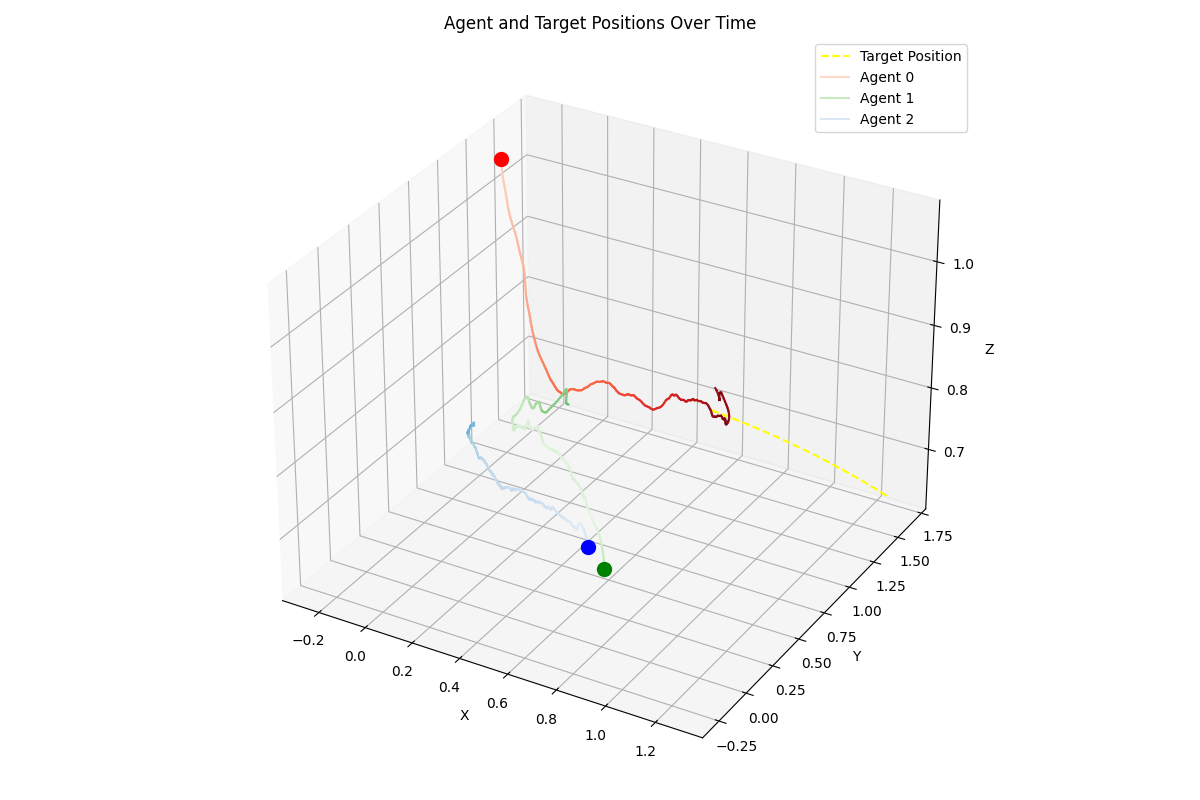 Agent and Target Positions Over Time
Target Position
Agent 0
Agent 1
Agent 2
1.0
0.9
Z
0.8
0.7
1.75
1.50
1.25
1.00
0.75
Y
0.50
0.25
0.00
−0.25
−0.2
0.0
0.2
0.4
0.6
X
0.8
1.0
1.2